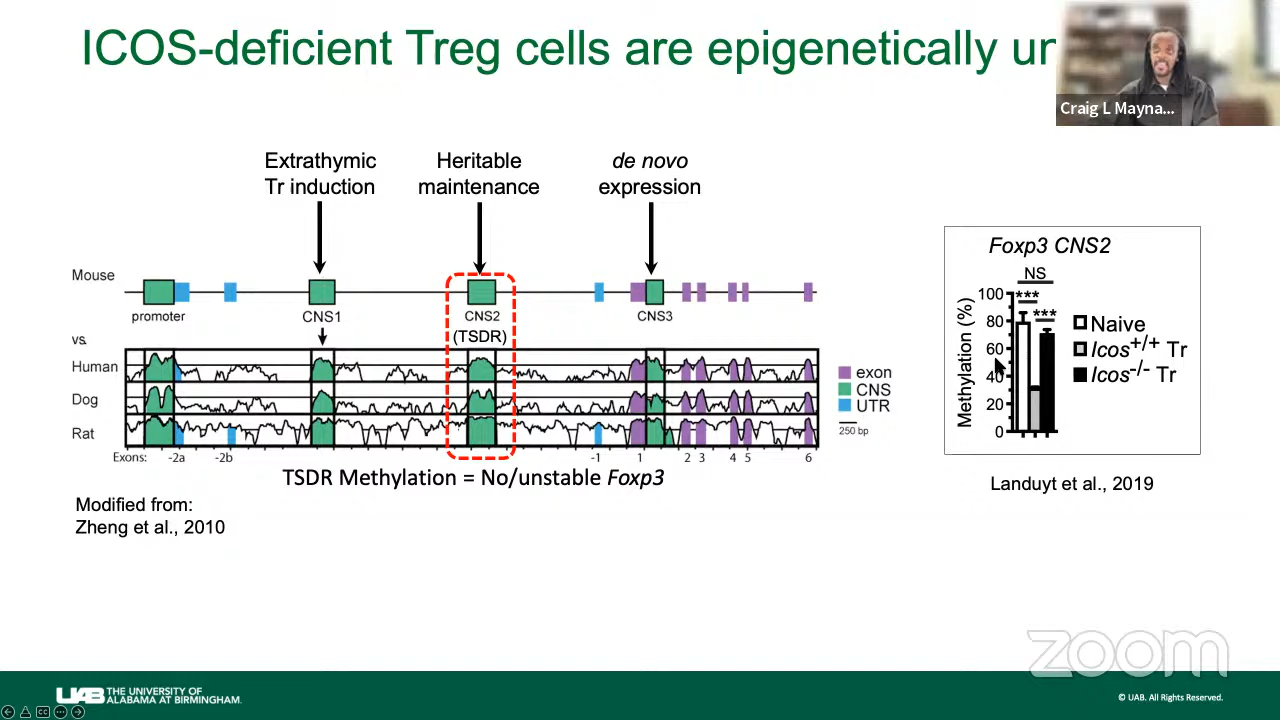 ICOS-deficient Treg cells are epigenetically un
Craig L Mayna...
Extrathymic
Tr induction
Heritable
maintenance
de novo
expression
Mouse
promoter
CNS1
CNS2
(TSDR)
CNS3
vs.
Human
Dog
Rat
Exons:
-2a
-2b
-1
1
2
3
4
5
6
exon
CNS
UTR
250 bp
TSDR Methylation = No/unstable Foxp3
Modified from:
Zheng et al., 2010
Foxp3 CNS2
NS
***
***
Methylation (%)
100
80
60
40
20
0
Naive
Icos+/+ Tr
Icos-/- Tr
Landuyt et al., 2019
zoom
UAB THE UNIVERSITY OF
ALABAMA AT BIRMINGHAM.
© UAB. All Rights Reserved.
CC